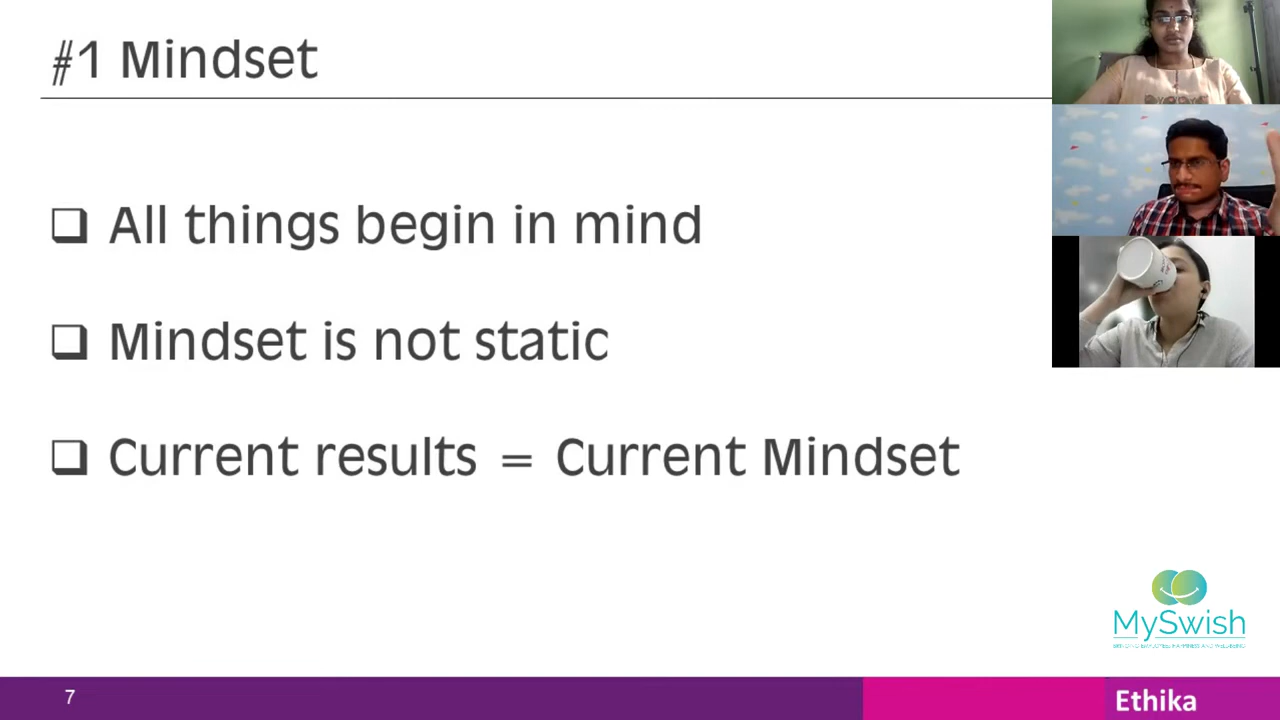 #1 Mindset
All things begin in mind
Mindset is not static
Current results = Current Mindset
MySwish
7
Ethika